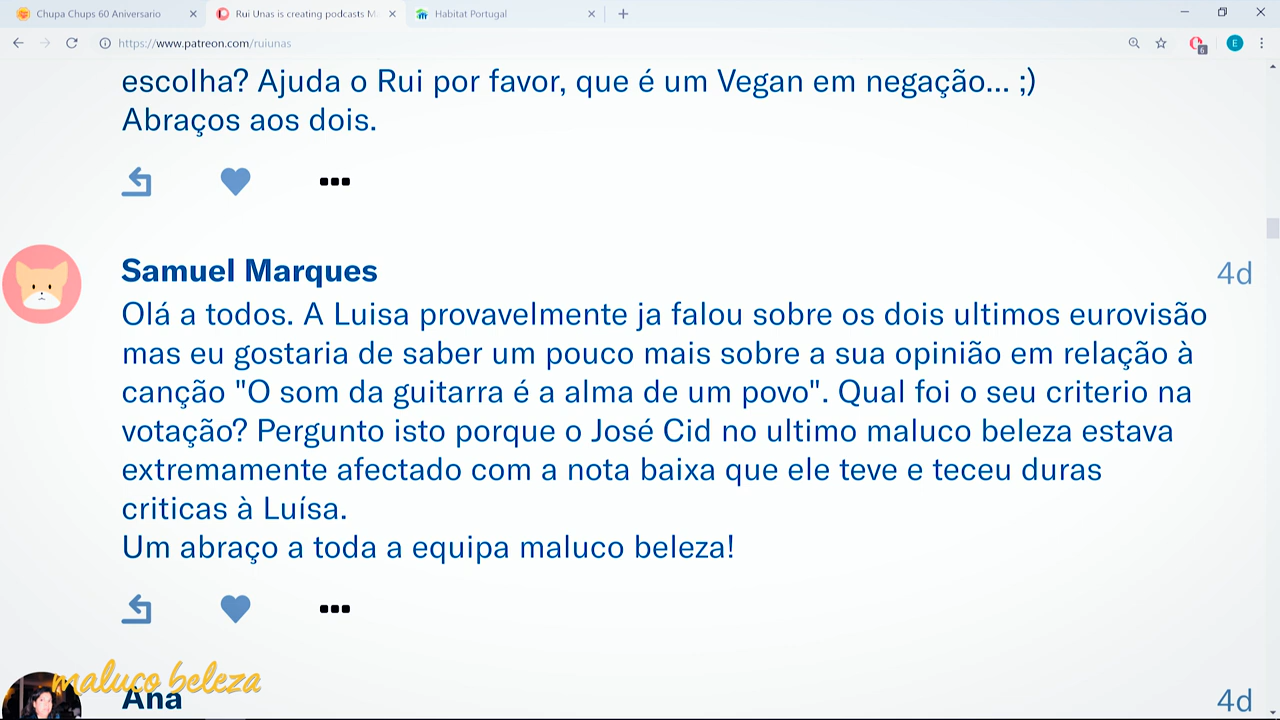 Chupa Chups 60 Aniversario
Rui Unas is creating podcasts M
Habitat Portugal
https://www.patreon.com/ruiunas
E
6
escolha? Ajuda o Rui por favor, que é um Vegan em negação... ;)
Abraços aos dois.
Samuel Marques
4d
Olá a todos. A Luisa provavelmente ja falou sobre os dois ultimos eurovisão
mas eu gostaria de saber um pouco mais sobre a sua opinião em relação à
canção "O som da guitarra é a alma de um povo". Qual foi o seu criterio na
votação? Pergunto isto porque o José Cid no ultimo maluco beleza estava
extremamente afectado com a nota baixa que ele teve e teceu duras
criticas à Luísa.
Um abraço a toda a equipa maluco beleza!
maluco beleza
Ana
4d